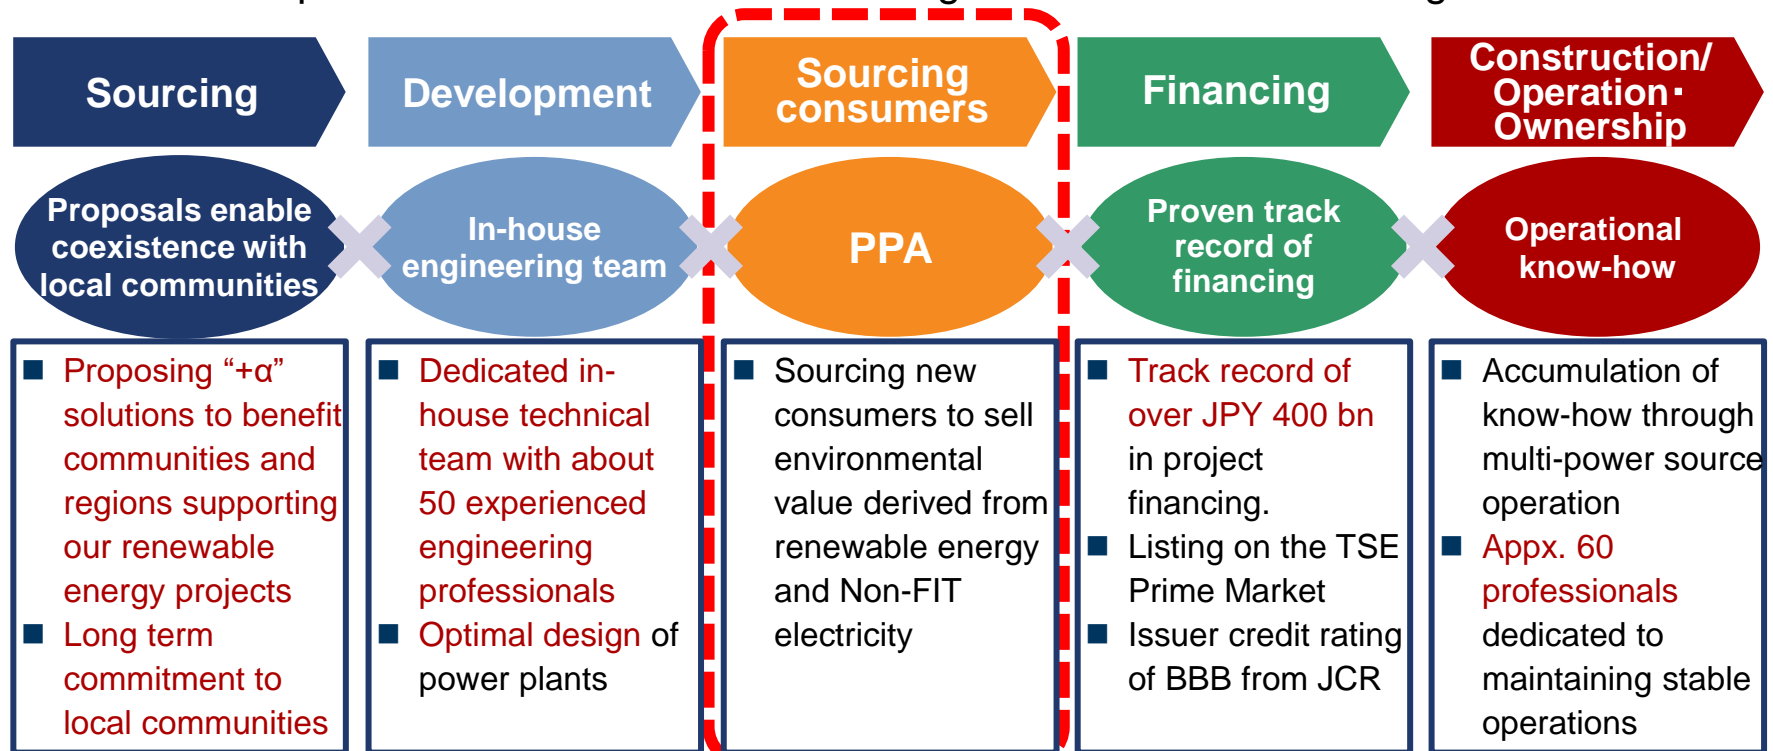 Sourcing
Development
Sourcing
consumers
Financing
Construction/
Operation・
Ownership
Proposals enable
coexistence with
local communities
In-house
engineering team
PPA
Proven track
record of
financing
Operational
know-how
■ Proposing “+α”
solutions to benefit
communities and
regions supporting
our renewable
energy projects
■ Long term
commitment to
local communities
■ Dedicated in-
house technical
team with about
50 experienced
engineering
professionals
■ Optimal design of
power plants
■ Sourcing new
consumers to sell
environmental
value derived from
renewable energy
and Non-FIT
electricity
■ Track record of
over JPY 400 bn
in project
financing.
■ Listing on the TSE
Prime Market
■ Issuer credit rating
of BBB from JCR
■ Accumulation of
know-how through
multi-power source
operation
■ Appx. 60
professionals
dedicated to
maintaining stable
operations